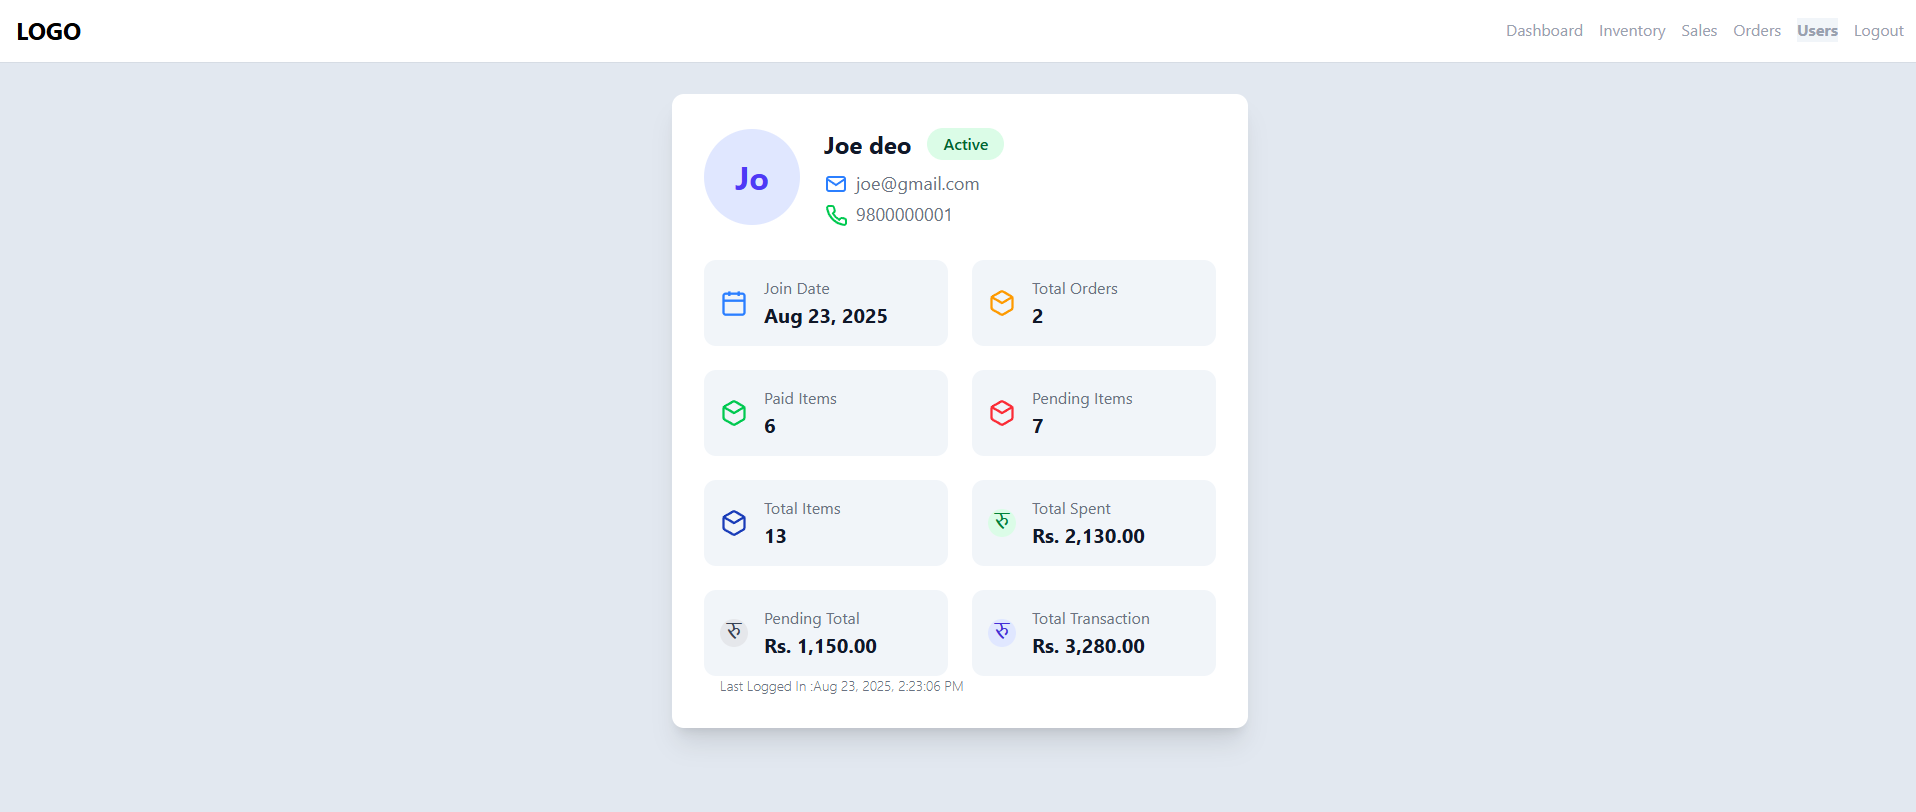 LOGO
Dashboard Inventory Sales Orders Users Logout
Jo
Joe deo
Active
joe@gmail.com
9800000001
Join Date
Aug 23, 2025
Total Orders
2
Paid Items
6
Pending Items
7
Total Items
13
रु
Total Spent
Rs. 2,130.00
रु
Pending Total
Rs. 1,150.00
रु
Total Transaction
Rs. 3,280.00
Last Logged In :Aug 23, 2025, 2:23:06 PM